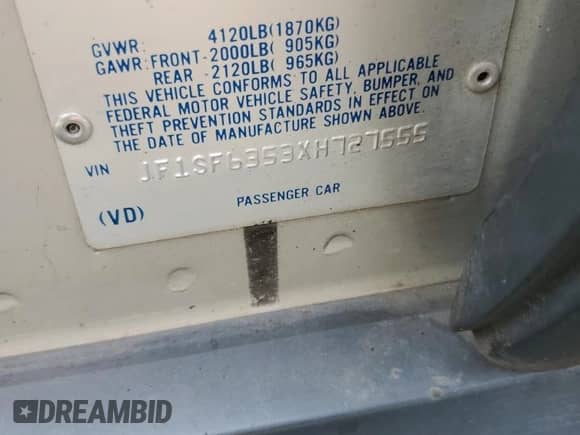 GVWR: 4120LB(1870KG)
GAWR: FRONT-2000LB( 905KG)
REAR - 2120LB( 965KG)
THIS VEHICLE CONFORMS TO ALL APPLICABLE
FEDERAL MOTOR VEHICLE SAFETY, BUMPER, AND
THEFT PREVENTION STANDARDS IN EFFECT ON
THE DATE OF MANUFACTURE SHOWN ABOVE.
VIN JF1SF6353XH727555
(VD) PASSENGER CAR
DREAMBID